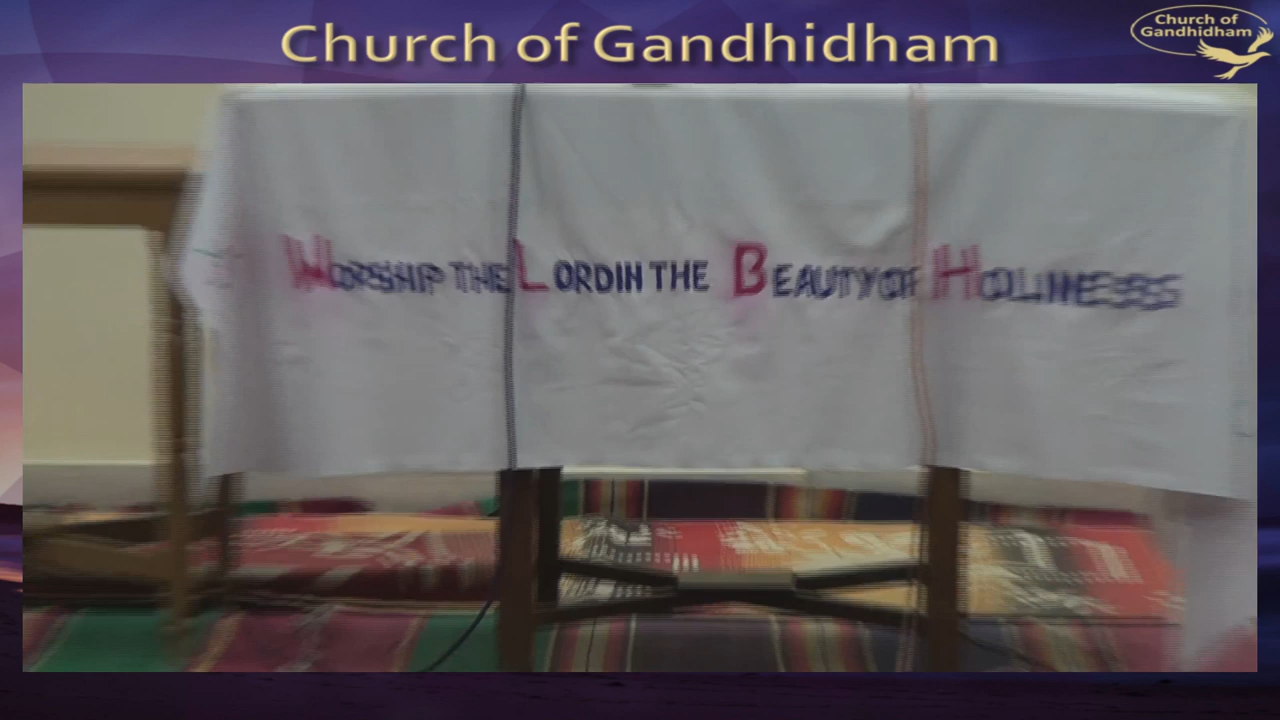 Church of Gandhidham
Church of
Gandhidham
WORSHIP THE LORD IN THE BEAUTY OF HOLINESS